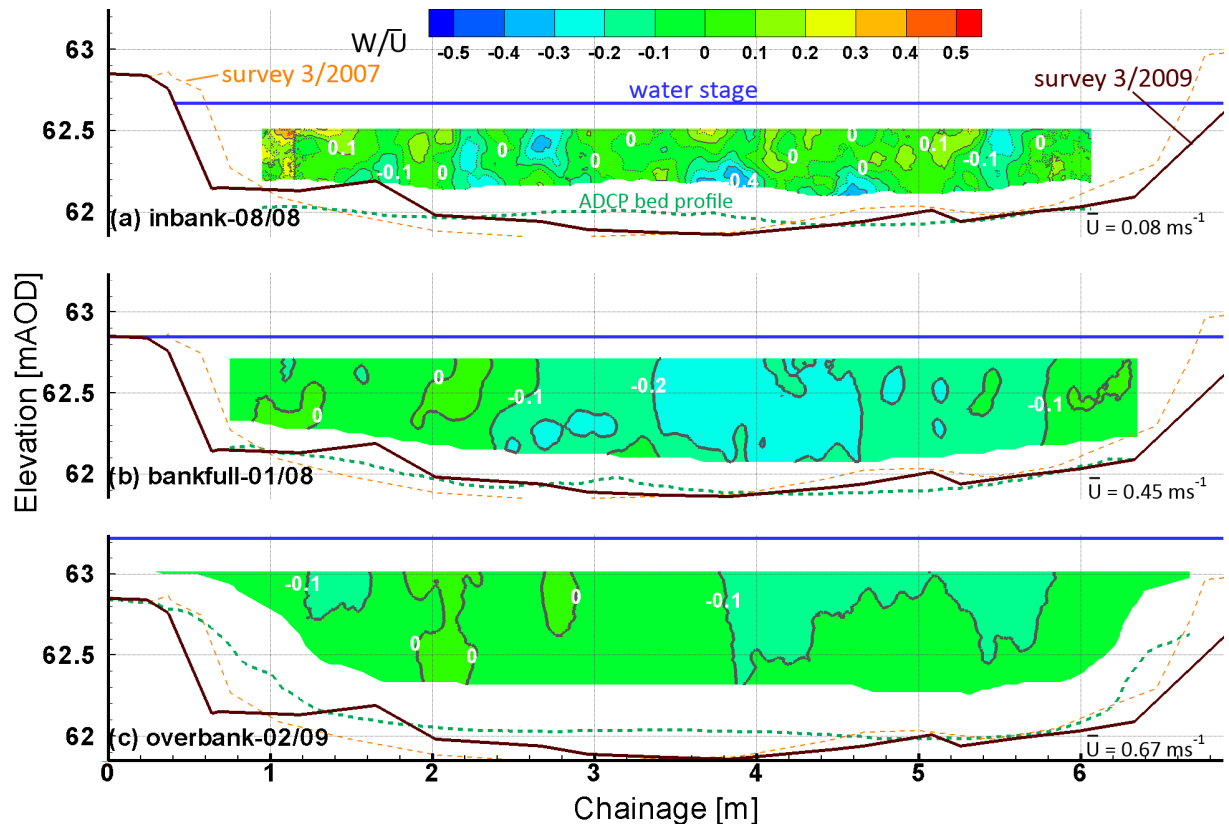 W/U̅
-0.5 -0.4 -0.3 -0.2 -0.1 0 0.1 0.2 0.3 0.4 0.5
63
survey 3/2007
water stage
survey 3/2009
62.5
0.1 -0.1 0 0 0 0 0 -0.4 0 0 0.1 -0.1 0
ADCP bed profile
62
(a) inbank-08/08
U̅ = 0.08 ms⁻¹
Elevation [mAOD]
63
62.5
0 0 -0.1 -0.2 0 -0.1
62
(b) bankfull-01/08
U̅ = 0.45 ms⁻¹
63
-0.1 0 0 0 -0.1
62.5
62
(c) overbank-02/09
U̅ = 0.67 ms⁻¹
0 1 2 3 4 5 6
Chainage [m]